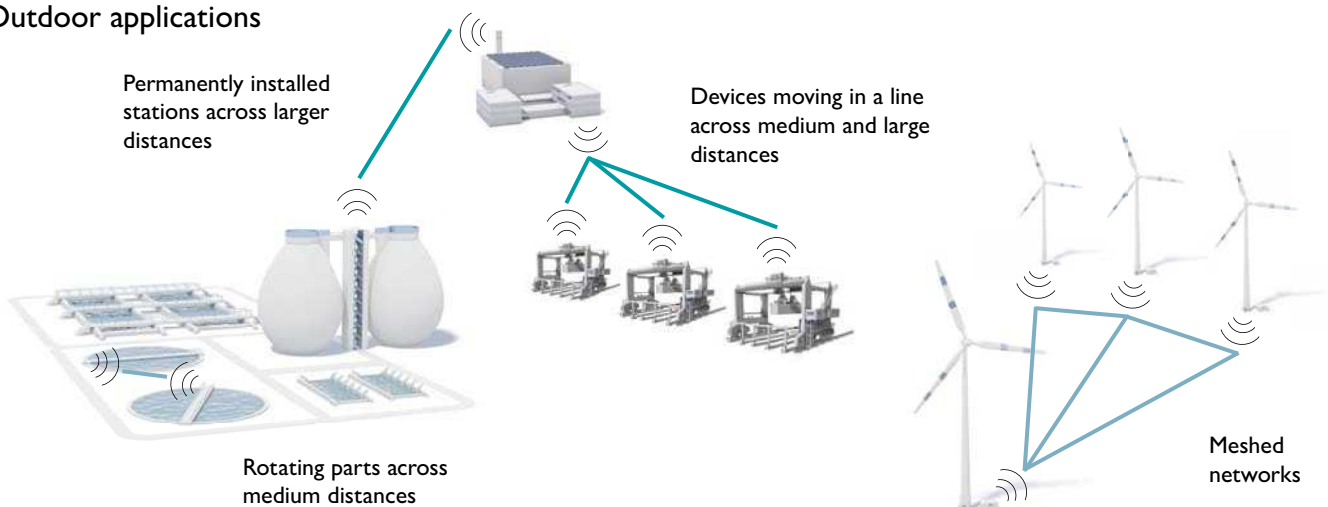 Outdoor applications
Permanently installed
stations across larger
distances
Devices moving in a line
across medium and large
distances
Rotating parts across
medium distances
Meshed
networks